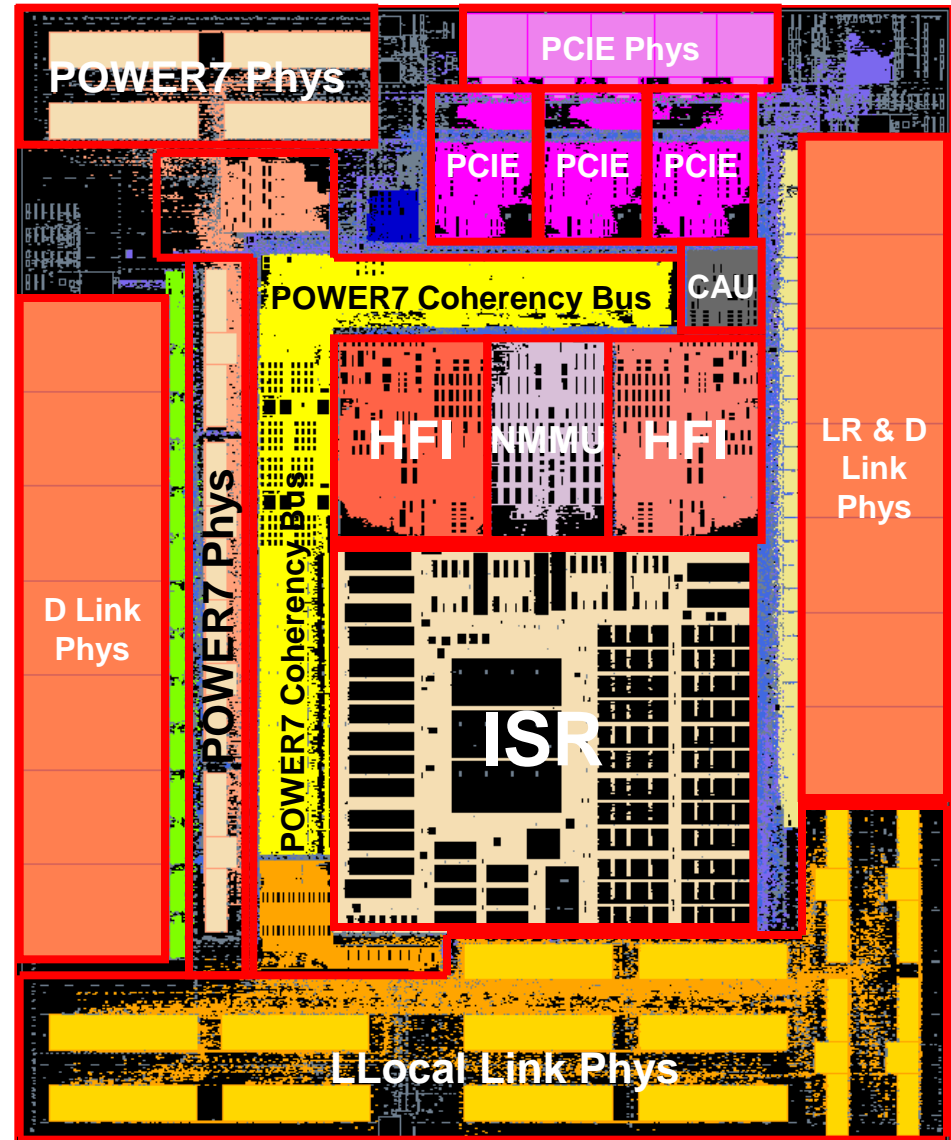 POWER7 Phys
PCIE Phys
PCIE
PCIE
PCIE
POWER7 Coherency Bus
CAU
HFI
NMMU
HFI
LR & D
Link
Phys
D Link
Phys
POWER7 Phys
POWER7 Coherency Bus
ISR
LLocal Link Phys